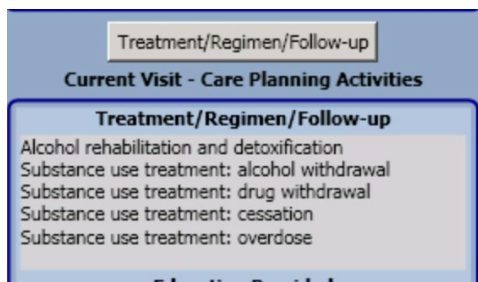 Treatment/Regimen/Follow-up
Current Visit - Care Planning Activities
Treatment/Regimen/Follow-up
Alcohol rehabilitation and detoxification
Substance use treatment: alcohol withdrawal
Substance use treatment: drug withdrawal
Substance use treatment: cessation
Substance use treatment: overdose